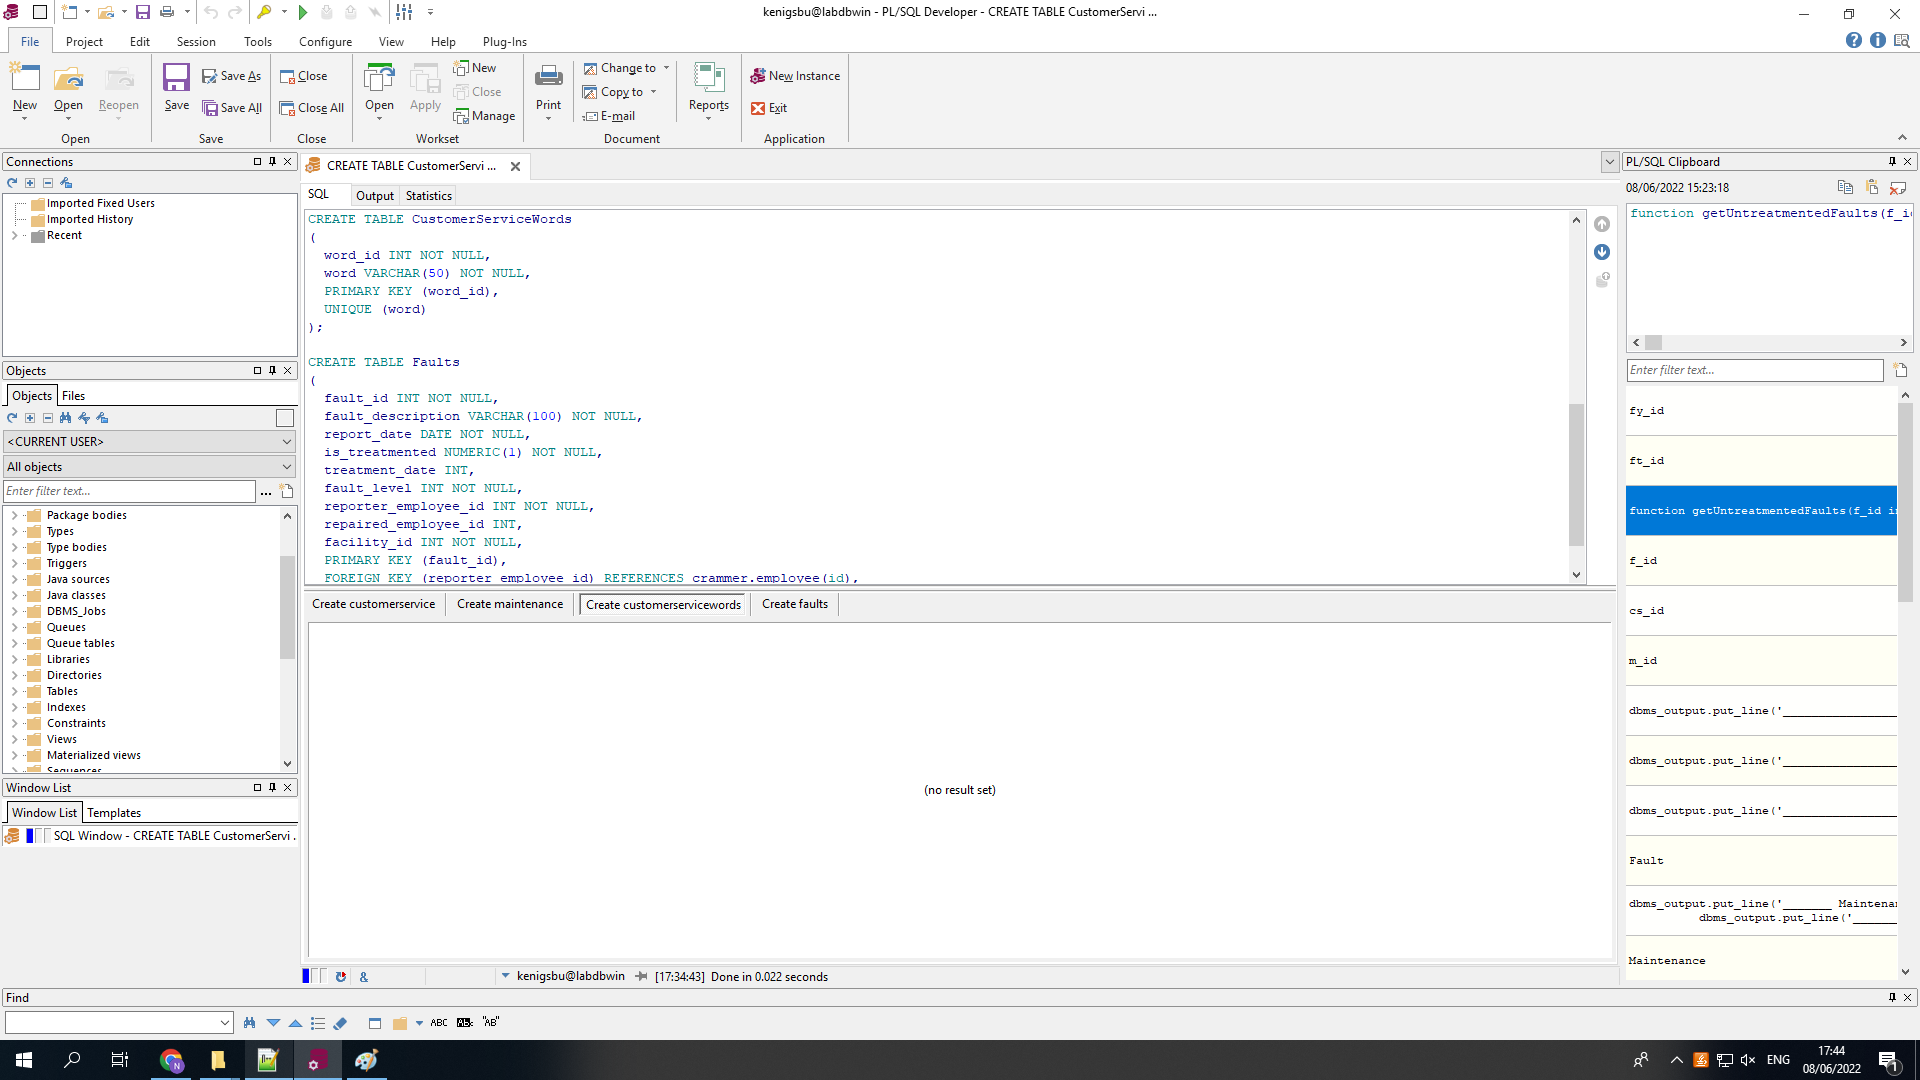 kenigsbu@labdbwin - PL/SQL Developer - CREATE TABLE CustomerServi ...
File Project Edit Session Tools Configure View Help Plug-Ins
New Open Reopen
Open
Save Save As Save All
Save
Close Close All
Close
Open Apply New Close Manage
Workset
Print Change to Copy to E-mail
Document
Reports
New Instance
Exit
Application
Connections
Imported Fixed Users
Imported History
Recent
Objects
Objects Files
<CURRENT USER>
All objects
Enter filter text...
Package bodies
Types
Type bodies
Triggers
Java sources
Java classes
DBMS_Jobs
Queues
Queue tables
Libraries
Directories
Tables
Indexes
Constraints
Views
Materialized views
Sequences
Window List
Window List Templates
SQL Window - CREATE TABLE CustomerServi .
CREATE TABLE CustomerServi ...
SQL Output Statistics
CREATE TABLE CustomerServiceWords
(
word_id INT NOT NULL,
word VARCHAR(50) NOT NULL,
PRIMARY KEY (word_id),
UNIQUE (word)
);
CREATE TABLE Faults
(
fault_id INT NOT NULL,
fault_description VARCHAR(100) NOT NULL,
report_date DATE NOT NULL,
is_treatmented NUMERIC(1) NOT NULL,
treatment_date INT,
fault_level INT NOT NULL,
reporter_employee_id INT NOT NULL,
repaired_employee_id INT,
facility_id INT NOT NULL,
PRIMARY KEY (fault_id),
FOREIGN KEY (reporter_employee_id) REFERENCES crammer.employee(id),
Create customerservice Create maintenance Create customerservicewords Create faults
(no result set)
& kenigsbu@labdbwin [17:34:43] Done in 0.022 seconds
PL/SQL Clipboard
08/06/2022 15:23:18
function getUntreatmentedFaults(f_i
Enter filter text...
fy_id
ft_id
function getUntreatmentedFaults(f_id i
f_id
cs_id
m_id
dbms_output.put_line('_________________
dbms_output.put_line('_________________
dbms_output.put_line('_________________
Fault
dbms_output.put_line('_______ Maintena
dbms_output.put_line('_______
Maintenance
Find
ABC AB "AB"
N
ENG
17:44
08/06/2022
1